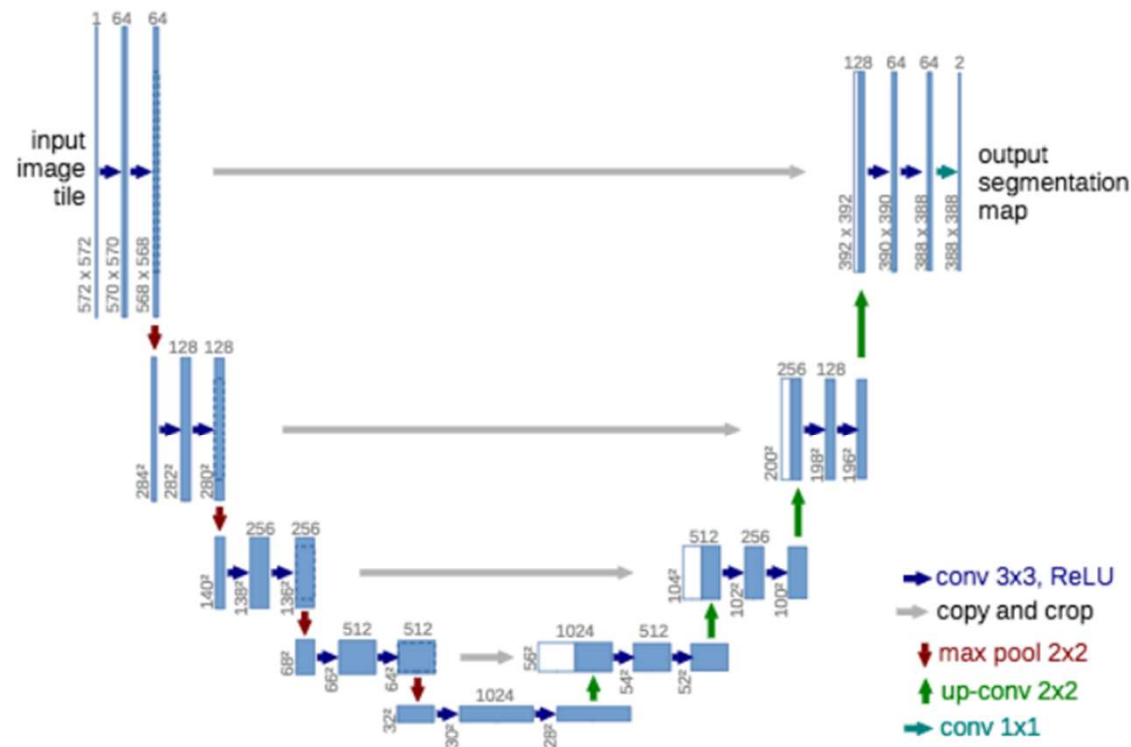 1 64 64
128 64 64 2
input
image
tile
output
segmentation
map
572 x 572
570 x 570
568 x 568
392 x 392
390 x 390
388 x 388
388 x 388
128 128
256 128
284²
282²
280²
200²
198²
196²
256 256
512 256
140²
138²
136²
104²
102²
100²
512 512
1024 512
68²
66²
64²
56²
54²
52²
1024
32²
30²
28²
conv 3x3, ReLU
copy and crop
max pool 2x2
up-conv 2x2
conv 1x1